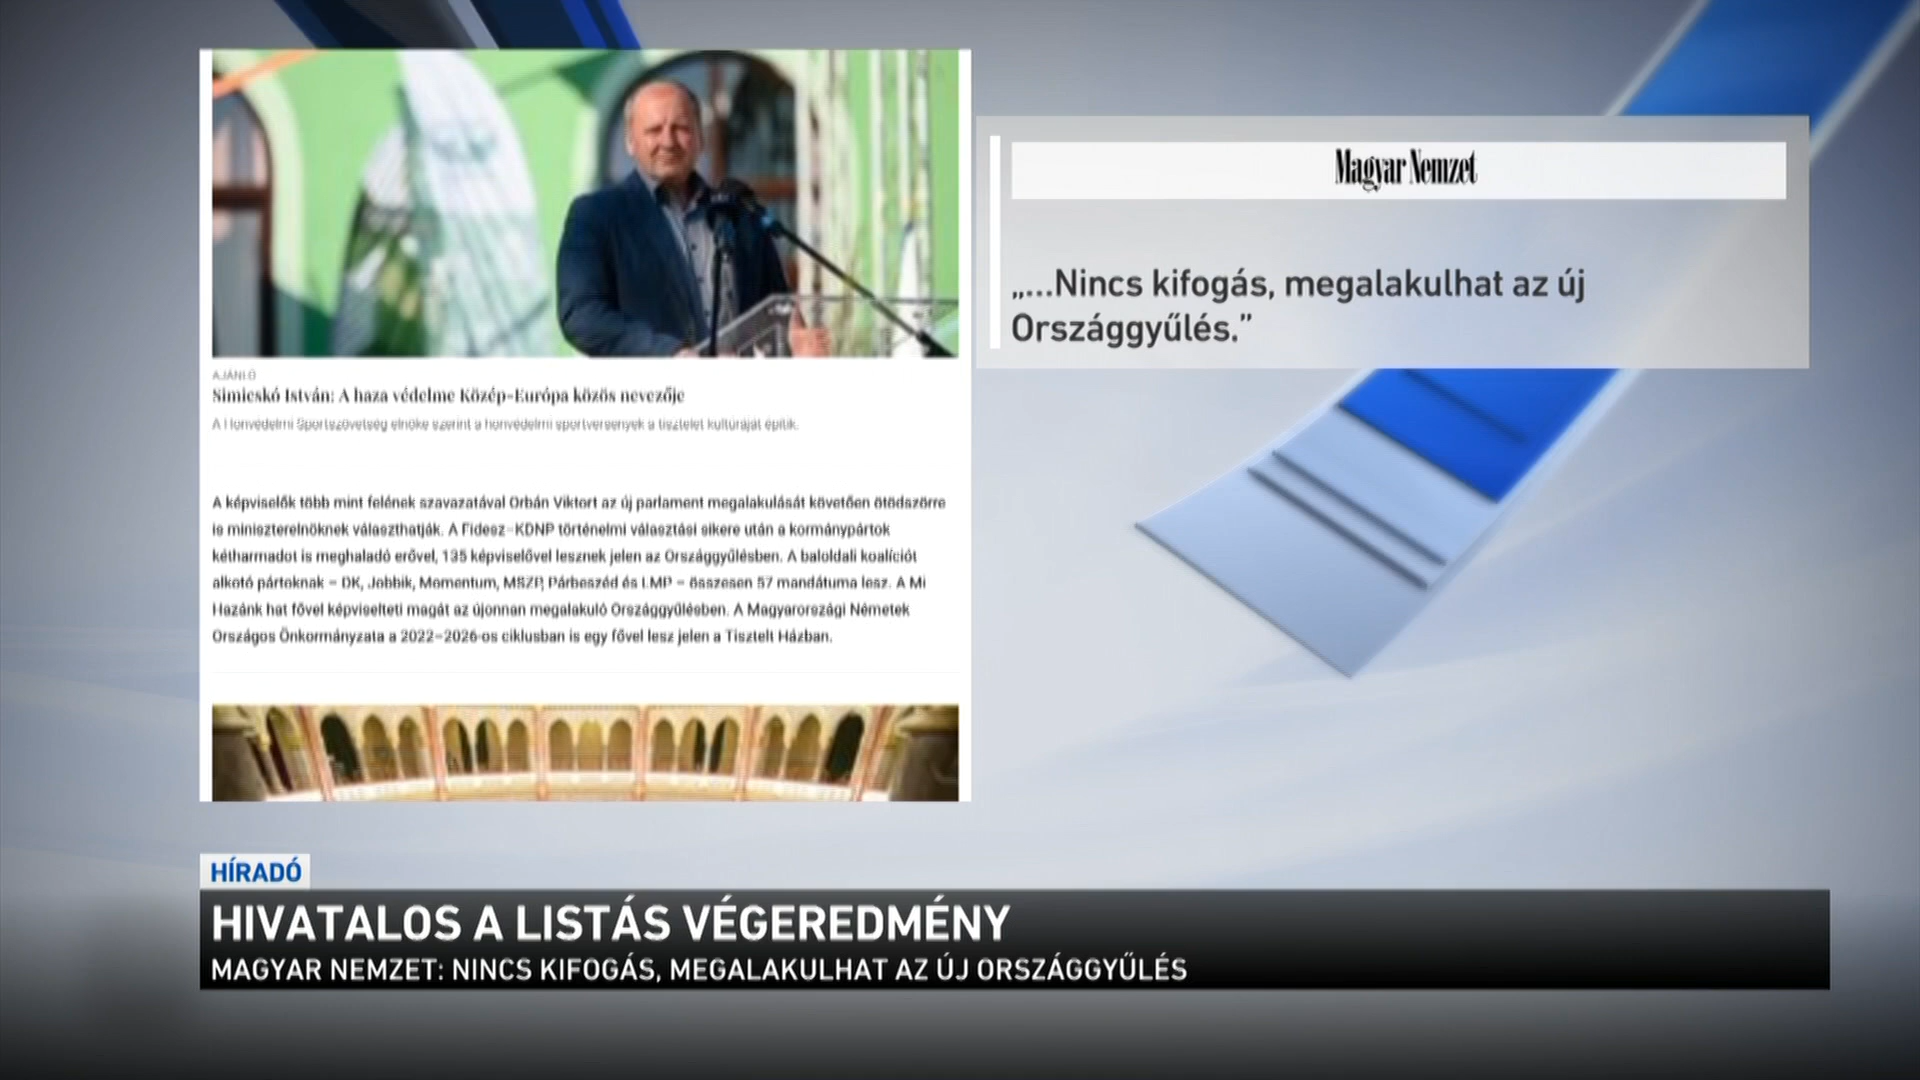 Magyar Nemzet
„...Nincs kifogás, megalakulhat az új
Országgyűlés.”
AJÁNLÓ
Simicskó István: A haza védelme Közép-Európa közös nevezője
A Honvédelmi Sportszövetség elnöke szerint a honvédelmi sportversenyek a tisztelet kultúráját építik.
A képviselők több mint felének szavazatával Orbán Viktort az új parlament megalakulását követően ötödszörre
is miniszterelnöknek választhatják. A Fidesz–KDNP történelmi választási sikere után a kormánypártok
kétharmadot is meghaladó erővel, 135 képviselővel lesznek jelen az Országgyűlésben. A baloldali koalíciót
alkotó pártoknak – DK, Jobbik, Momentum, MSZP, Párbeszéd és LMP – összesen 57 mandátuma lesz. A Mi
Hazánk hat fővel képviselteti magát az újonnan megalakuló Országgyűlésben. A Magyarországi Németek
Országos Önkormányzata a 2022–2026-os ciklusban is egy fővel lesz jelen a Tisztelt Házban.
HÍRADÓ
HIVATALOS A LISTÁS VÉGEREDMÉNY
MAGYAR NEMZET: NINCS KIFOGÁS, MEGALAKULHAT AZ ÚJ ORSZÁGGYŰLÉS